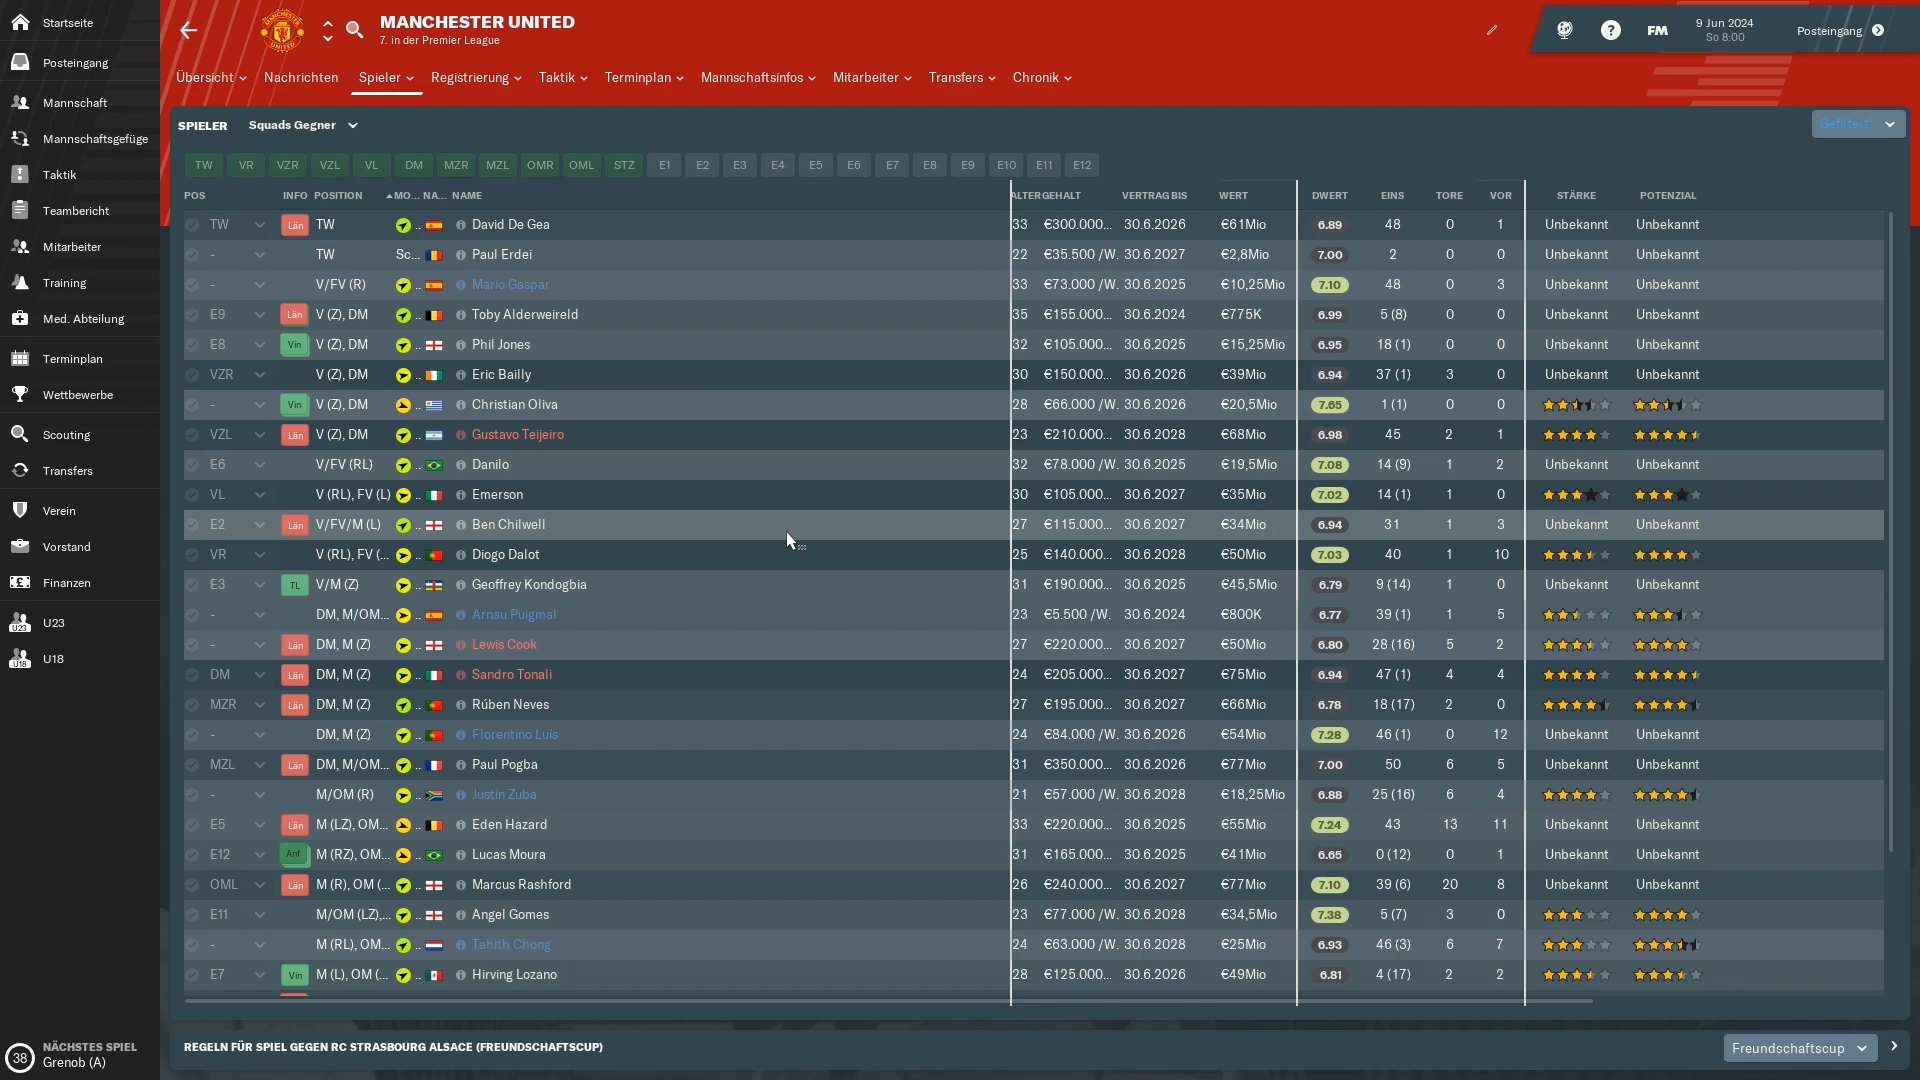 Startseite
Posteingang
Mannschaft
Mannschaftsgefüge
Taktik
Teambericht
Mitarbeiter
Training
Med. Abteilung
Terminplan
Wettbewerbe
Scouting
Transfers
Verein
Vorstand
Finanzen
U23
U23
U18
U18
38
NÄCHSTES SPIEL
Grenob (A)
MANCHESTER UNITED
7. in der Premier League
? FM 9 Jun 2024 Posteingang
So 8:00
Übersicht Nachrichten Spieler Registrierung Taktik Terminplan Mannschaftsinfos Mitarbeiter Transfers Chronik
SPIELER Squads Gegner Gefiltert*
TW VR VZR VZL VL DM MZR MZL OMR OML STZ E1 E2 E3 E4 E5 E6 E7 E8 E9 E10 E11 E12
POS INFO POSITION MO... NA... NAME ALTER GEHALT VERTRAG BIS WERT DWERT EINS TORE VOR STÄRKE POTENZIAL
TW Län TW .. David De Gea 33 €300.000... 30.6.2026 €61Mio 6.89 48 0 1 Unbekannt Unbekannt
- TW Sc... Paul Erdei 22 €35.500 /W. 30.6.2027 €2,8Mio 7.00 2 0 0 Unbekannt Unbekannt
- V/FV (R) .. Mario Gaspar 33 €73.000 /W. 30.6.2025 €10,25Mio 7.10 48 0 3 Unbekannt Unbekannt
E9 Län V (Z), DM .. Toby Alderweireld 35 €155.000... 30.6.2024 €775K 6.99 5 (8) 0 0 Unbekannt Unbekannt
E8 Vin V (Z), DM .. Phil Jones 32 €105.000... 30.6.2025 €15,25Mio 6.95 18 (1) 0 0 Unbekannt Unbekannt
VZR V (Z), DM .. Eric Bailly 30 €150.000... 30.6.2026 €39Mio 6.94 37 (1) 3 0 Unbekannt Unbekannt
- Vin V (Z), DM .. Christian Oliva 28 €66.000 /W. 30.6.2026 €20,5Mio 7.65 1 (1) 0 0
VZL Län V (Z), DM .. Gustavo Teijeiro 23 €210.000... 30.6.2028 €68Mio 6.98 45 2 1
E6 V/FV (RL) .. Danilo 32 €78.000 /W. 30.6.2025 €19,5Mio 7.08 14 (9) 1 2 Unbekannt Unbekannt
VL V (RL), FV (L) .. Emerson 30 €105.000... 30.6.2027 €35Mio 7.02 14 (1) 1 0
E2 Län V/FV/M (L) .. Ben Chilwell 27 €115.000... 30.6.2027 €34Mio 6.94 31 1 3 Unbekannt Unbekannt
VR V (RL), FV (... .. Diogo Dalot 25 €140.000... 30.6.2028 €50Mio 7.03 40 1 10
E3 TL V/M (Z) .. Geoffrey Kondogbia 31 €190.000... 30.6.2025 €45,5Mio 6.79 9 (14) 1 0 Unbekannt Unbekannt
- DM, M/OM... .. Arnau Puigmal 23 €5.500 /W. 30.6.2024 €800K 6.77 39 (1) 1 5
- Län DM, M (Z) .. Lewis Cook 27 €220.000... 30.6.2027 €50Mio 6.80 28 (16) 5 2
DM Län DM, M (Z) .. Sandro Tonali 24 €205.000... 30.6.2027 €75Mio 6.94 47 (1) 4 4
MZR Län DM, M (Z) .. Rúben Neves 27 €195.000... 30.6.2027 €66Mio 6.78 18 (17) 2 0
- DM, M (Z) .. Florentino Luís 24 €84.000 /W. 30.6.2026 €54Mio 7.28 46 (1) 0 12 Unbekannt Unbekannt
MZL Län DM, M/OM... .. Paul Pogba 31 €350.000... 30.6.2026 €77Mio 7.00 50 6 5 Unbekannt Unbekannt
- M/OM (R) .. Justin Zuba 21 €57.000 /W. 30.6.2028 €18,25Mio 6.88 25 (16) 6 4
E5 Län M (LZ), OM... .. Eden Hazard 33 €220.000... 30.6.2025 €55Mio 7.24 43 13 11 Unbekannt Unbekannt
E12 Anf M (RZ), OM... .. Lucas Moura 31 €165.000... 30.6.2025 €41Mio 6.65 0 (12) 0 1 Unbekannt Unbekannt
OML Län M (R), OM (... .. Marcus Rashford 26 €240.000... 30.6.2027 €77Mio 7.10 39 (6) 20 8 Unbekannt Unbekannt
E11 M/OM (LZ),... .. Angel Gomes 23 €77.000 /W. 30.6.2028 €34,5Mio 7.38 5 (7) 3 0
- M (RL), OM... .. Tahith Chong 24 €63.000 /W. 30.6.2028 €25Mio 6.93 46 (3) 6 7
E7 Vin M (L), OM (... .. Hirving Lozano 28 €125.000... 30.6.2026 €49Mio 6.81 4 (17) 2 2
REGELN FÜR SPIEL GEGEN RC STRASBOURG ALSACE (FREUNDSCHAFTSCUP) Freundschaftscup